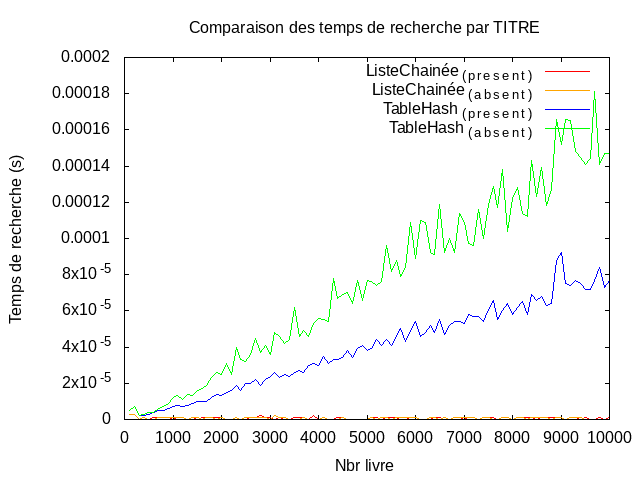 Comparaison des temps de recherche par TITRE
0.0002
0.00018
0.00016
0.00014
0.00012
0.0001
8x10-5
6x10-5
4x10-5
2x10-5
0
Temps de recherche (s)
ListeChainée(present)
ListeChainée(absent)
TableHash(present)
TableHash(absent)
0 1000 2000 3000 4000 5000 6000 7000 8000 9000 10000
Nbr livre